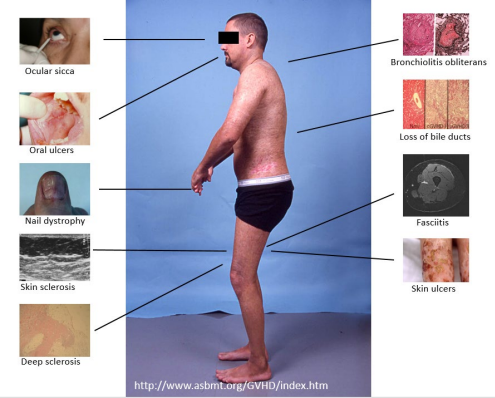 Ocular sicca
Oral ulcers
Nail dystrophy
Skin sclerosis
Deep sclerosis
Bronchiolitis obliterans
Loss of bile ducts
Fasciitis
Skin ulcers
http://www.asbmt.org/GVHD/index.htm